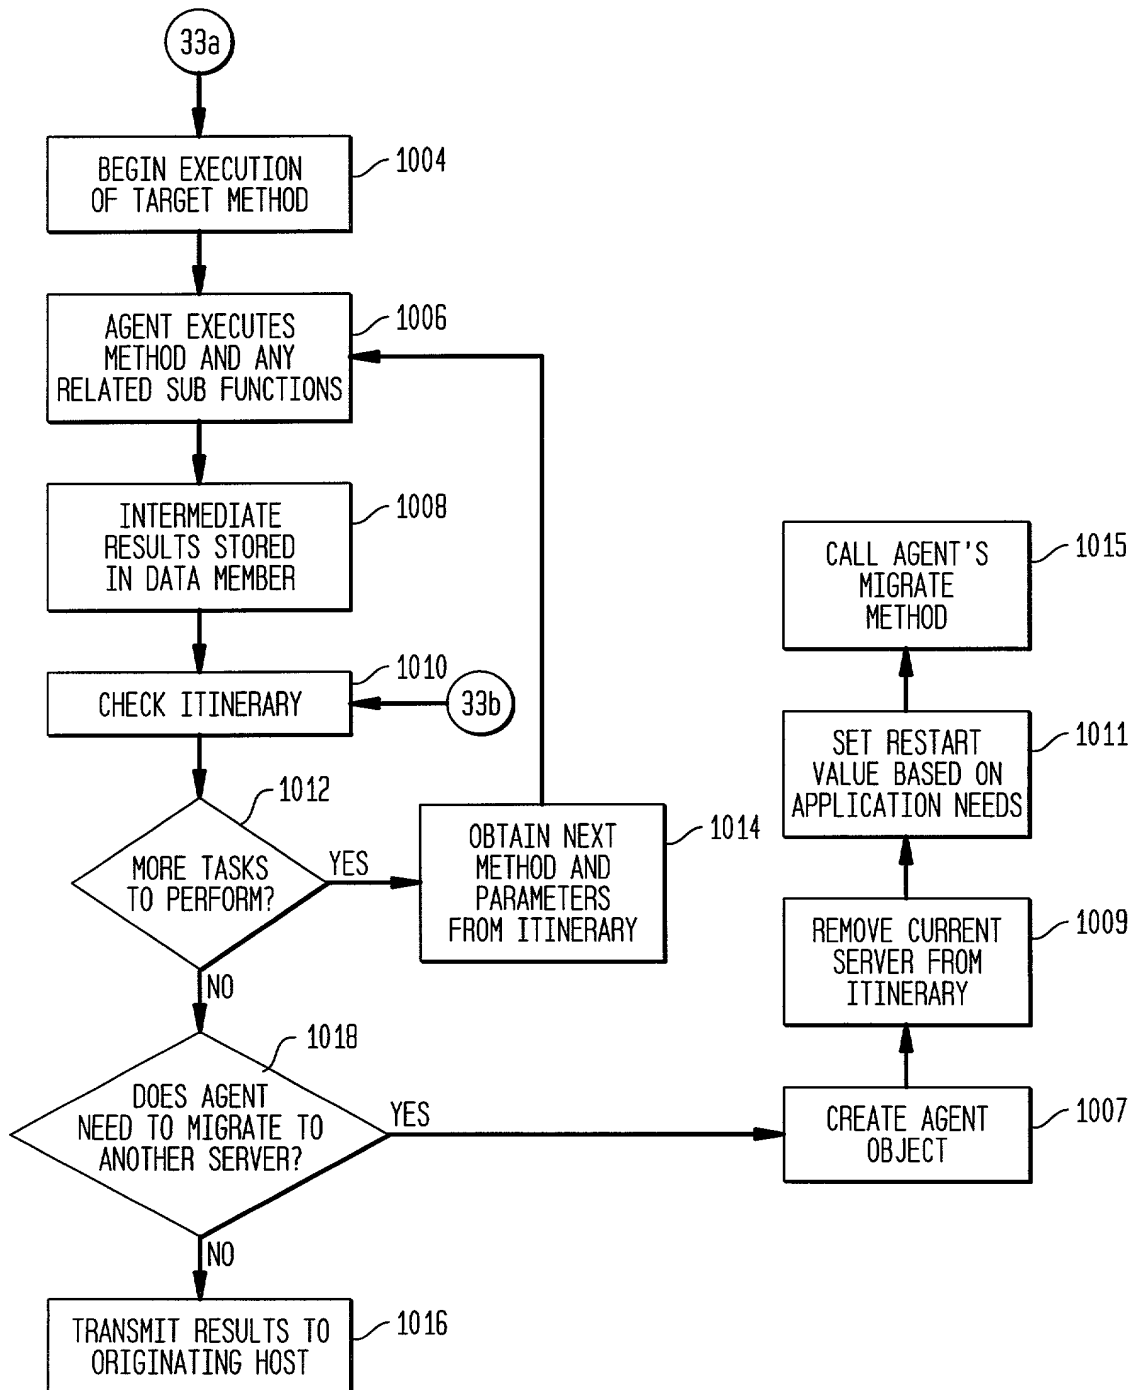 33a
BEGIN EXECUTION
OF TARGET METHOD
1004
AGENT EXECUTES
METHOD AND ANY
RELATED SUB FUNCTIONS
1006
INTERMEDIATE
RESULTS STORED
IN DATA MEMBER
1008
CHECK ITINERARY
1010
33b
MORE TASKS
TO PERFORM?
1012
YES
NO
OBTAIN NEXT
METHOD AND
PARAMETERS
FROM ITINERARY
1014
DOES AGENT
NEED TO MIGRATE TO
ANOTHER SERVER?
1018
YES
NO
TRANSMIT RESULTS TO
ORIGINATING HOST
1016
CALL AGENT'S
MIGRATE
METHOD
1015
SET RESTART
VALUE BASED ON
APPLICATION NEEDS
1011
REMOVE CURRENT
SERVER FROM
ITINERARY
1009
CREATE AGENT
OBJECT
1007